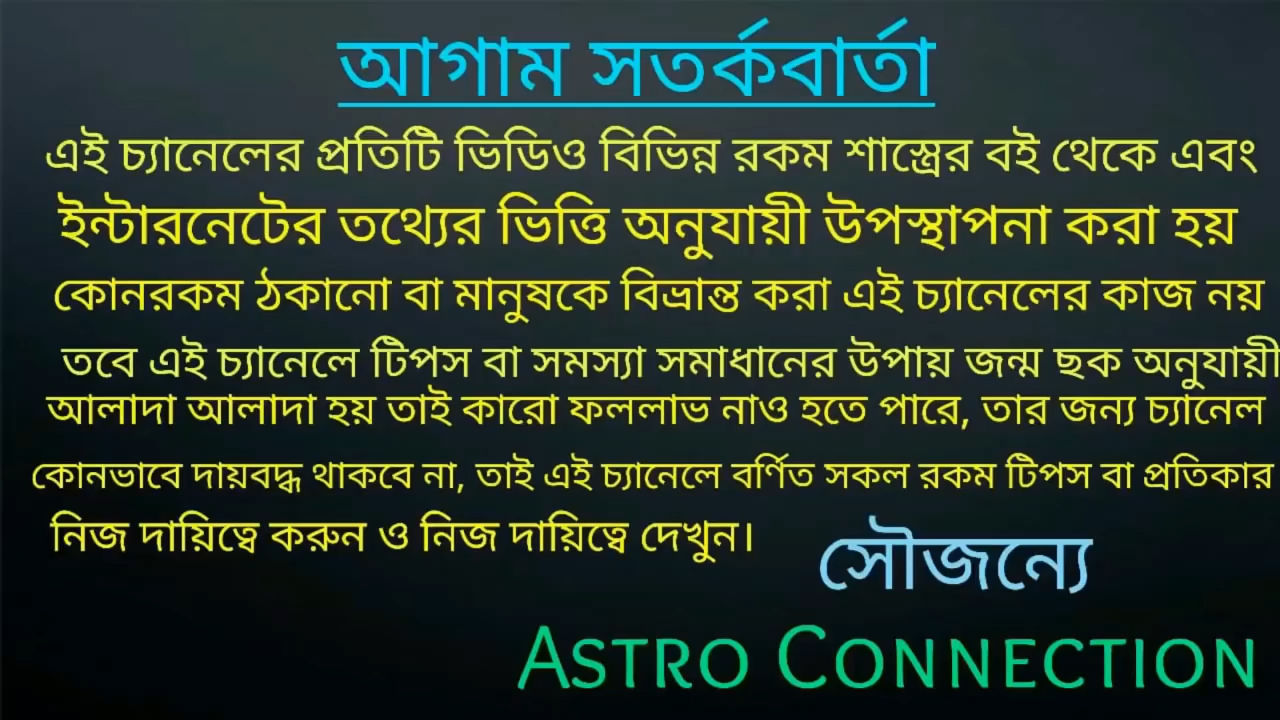 আগাম সতর্কবার্তা
এই চ্যানেলের প্রতিটি ভিডিও বিভিন্ন রকম শাস্ত্রের বই থেকে এবং
ইন্টারনেটের তথ্যের ভিত্তি অনুযায়ী উপস্থাপনা করা হয়
কোনরকম ঠকানো বা মানুষকে বিভ্রান্ত করা এই চ্যানেলের কাজ নয়
তবে এই চ্যানেলে টিপস বা সমস্যা সমাধানের উপায় জন্ম ছক অনুযায়ী
আলাদা আলাদা হয় তাই কারো ফললাভ নাও হতে পারে, তার জন্য চ্যানেল
কোনভাবে দায়বদ্ধ থাকবে না, তাই এই চ্যানেলে বর্ণিত সকল রকম টিপস বা প্রতিকার
নিজ দায়িত্বে করুন ও নিজ দায়িত্বে দেখুন।
সৌজন্যে
ASTRO CONNECTION